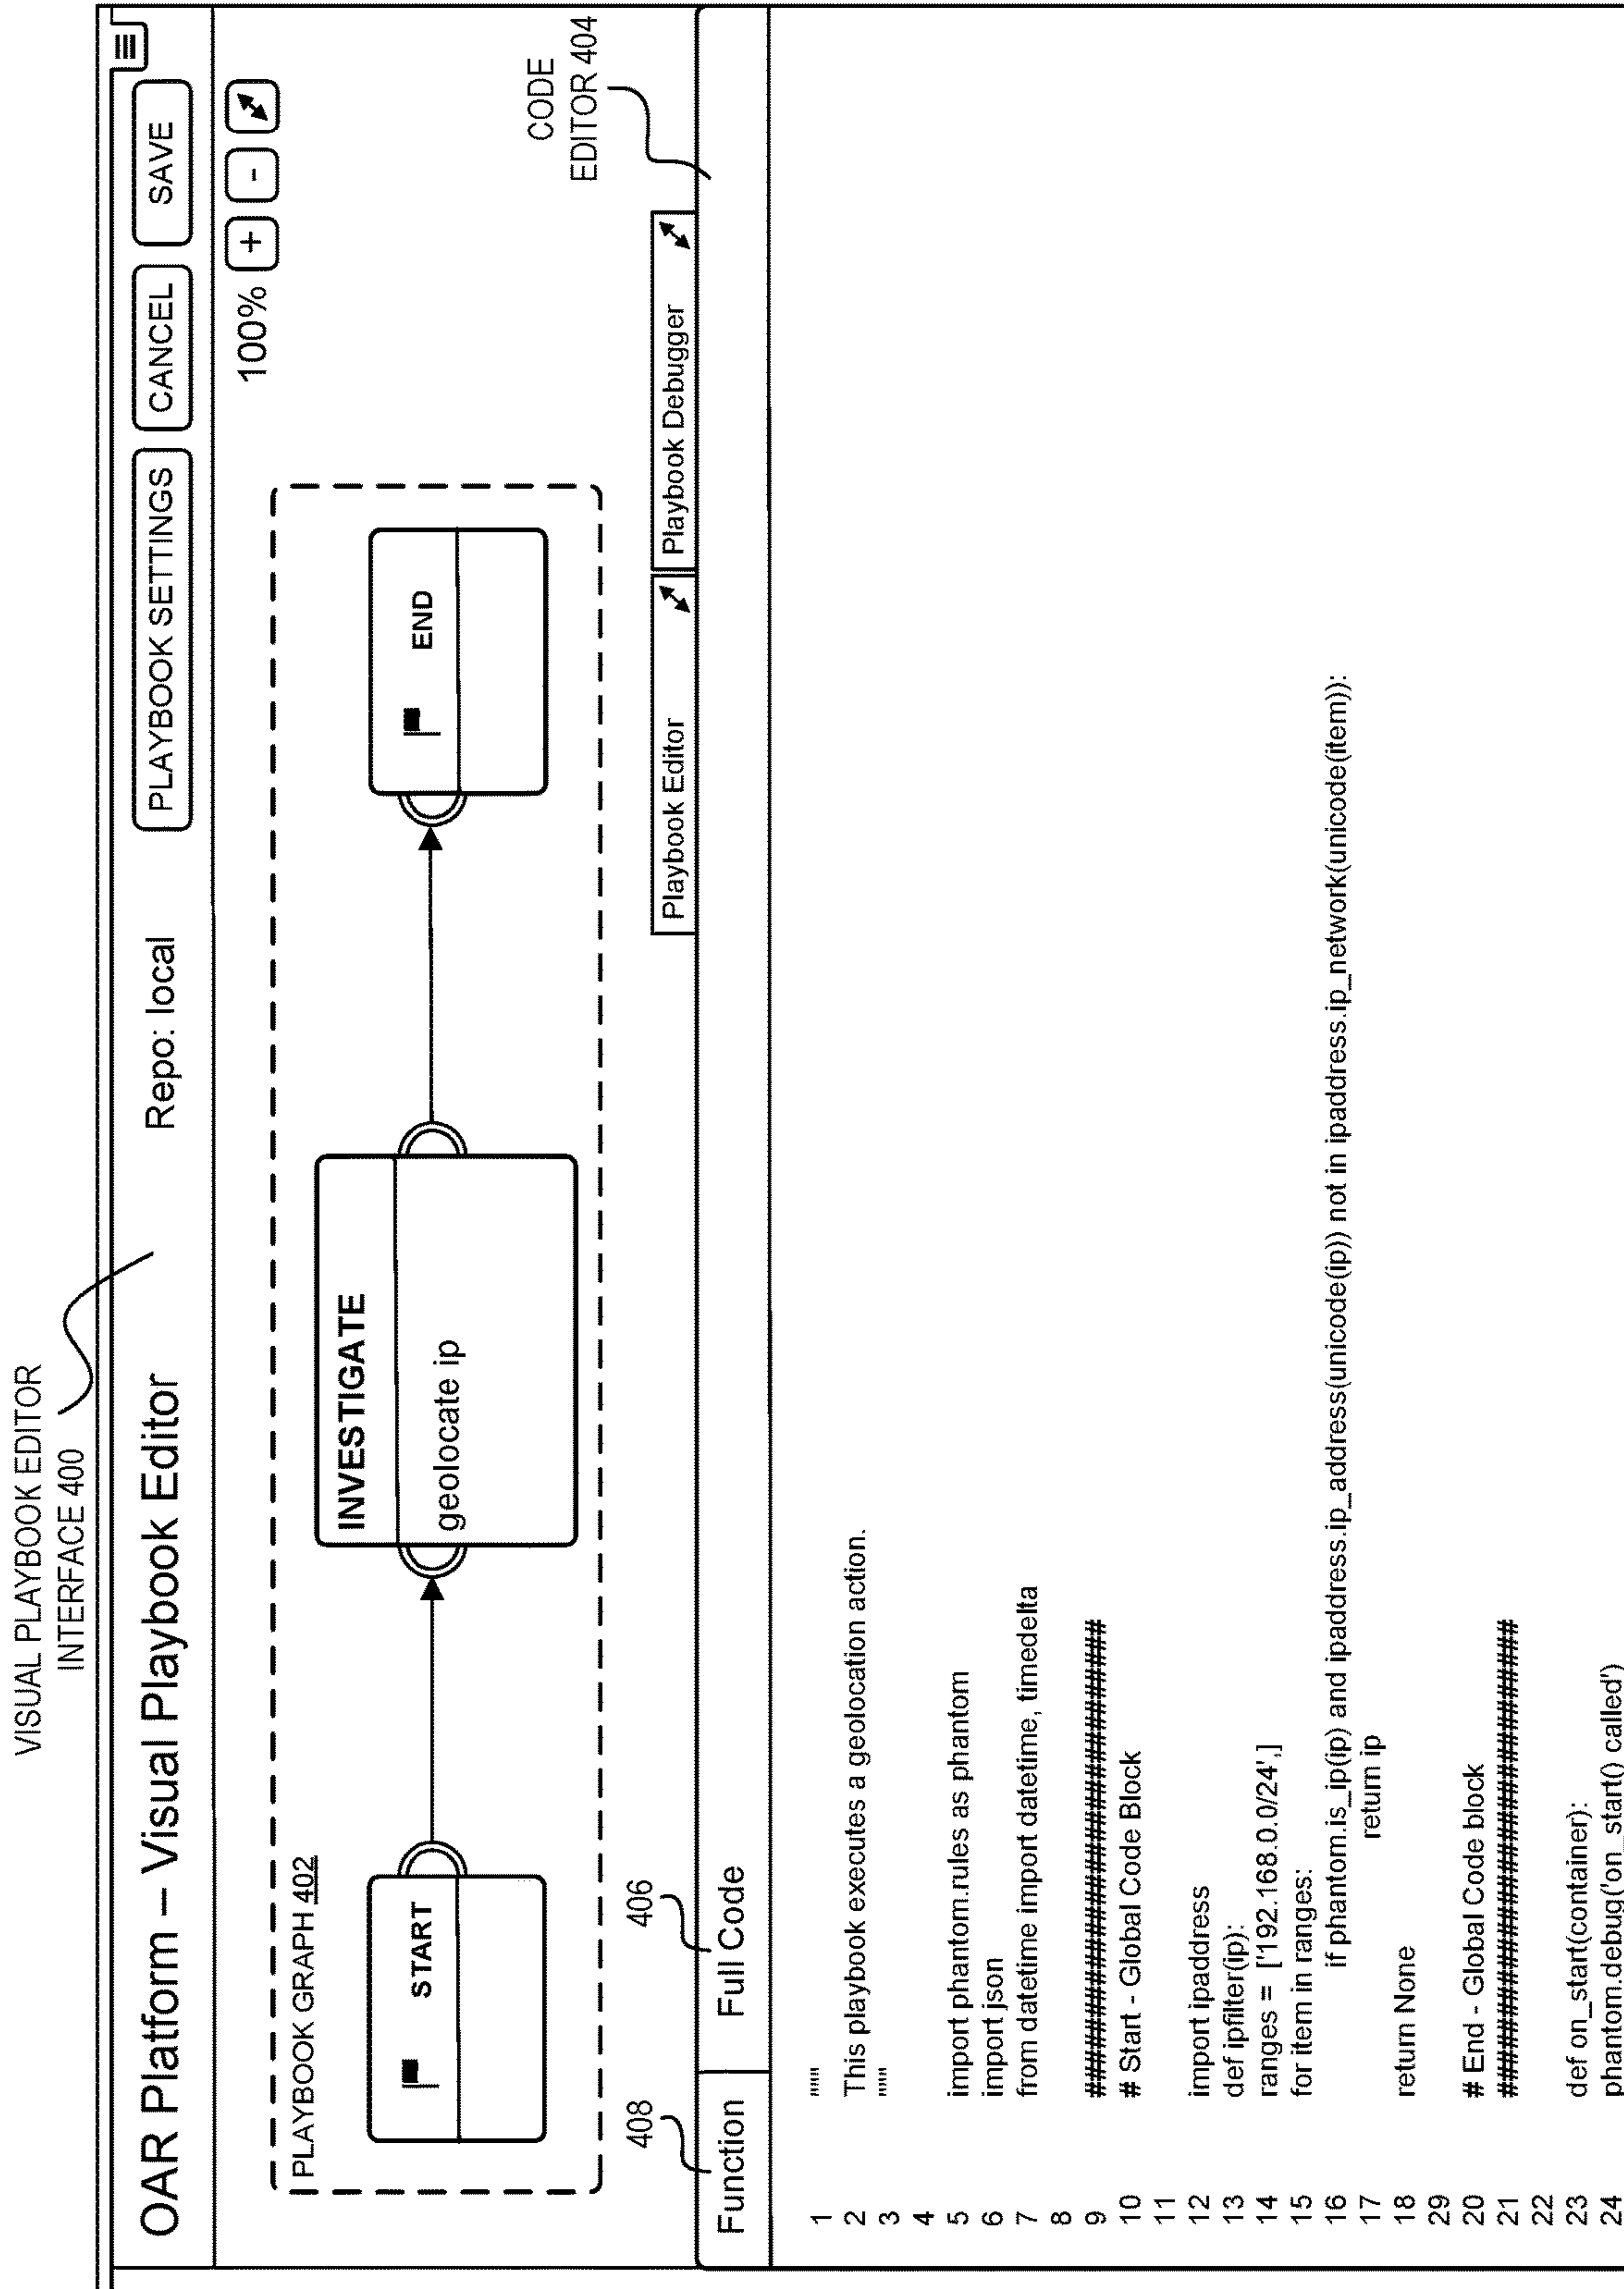 VISUAL PLAYBOOK EDITOR
INTERFACE 400
OAR Platform – Visual Playbook Editor
Repo: local
PLAYBOOK SETTINGS
CANCEL
SAVE
100%
+
-
PLAYBOOK GRAPH 402
START
INVESTIGATE
geolocate ip
END
CODE
EDITOR 404
408
406
Playbook Editor
Playbook Debugger
Function
Full Code
1 """
2 This playbook executes a geolocation action.
3 """
4
5 import phantom.rules as phantom
6 import json
7 from datetime import datetime, timedelta
8
9 ##############################
10 # Start - Global Code Block
11
12 import ipaddress
13 def ipfilter(ip):
14 ranges = ['192.168.0.0/24',]
15 for item in ranges:
16 if phantom.is_ip(ip) and ipaddress.ip_address(unicode(ip)) not in ipaddress.ip_network(unicode(item)):
17 return ip
18 return None
29
20 # End - Global Code block
21 ##############################
22
23 def on_start(container):
24 phantom.debug('on_start() called')